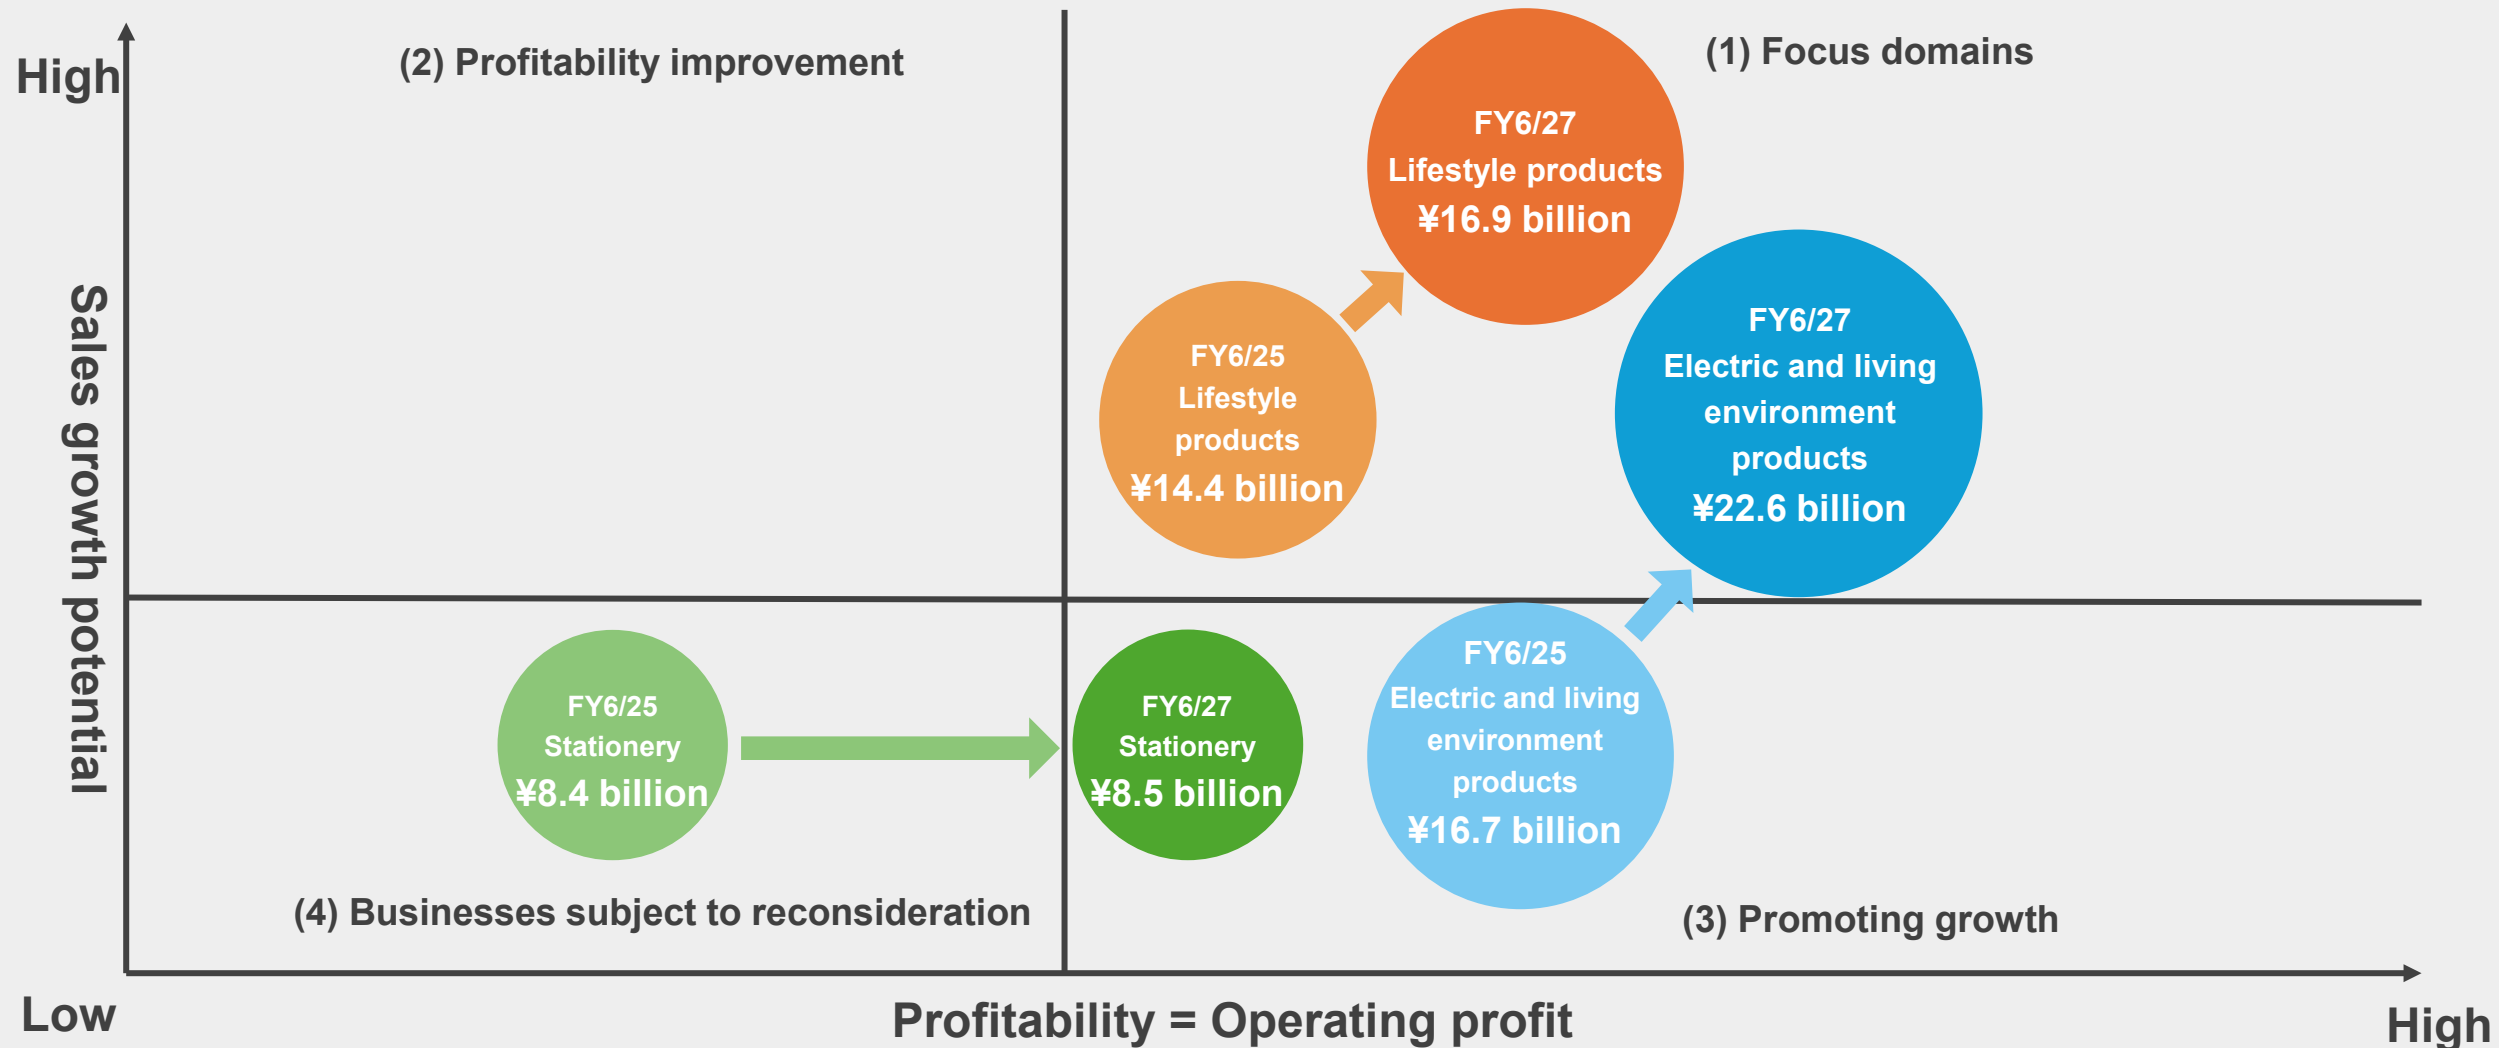 High
(2) Profitability improvement
(1) Focus domains
FY6/27
Lifestyle products
¥16.9 billion
FY6/25
Lifestyle
products
¥14.4 billion
FY6/27
Electric and living
environment
products
¥22.6 billion
Sales growth potential
FY6/25
Stationery
¥8.4 billion
FY6/27
Stationery
¥8.5 billion
FY6/25
Electric and living
environment
products
¥16.7 billion
(4) Businesses subject to reconsideration
(3) Promoting growth
Low
Profitability = Operating profit
High